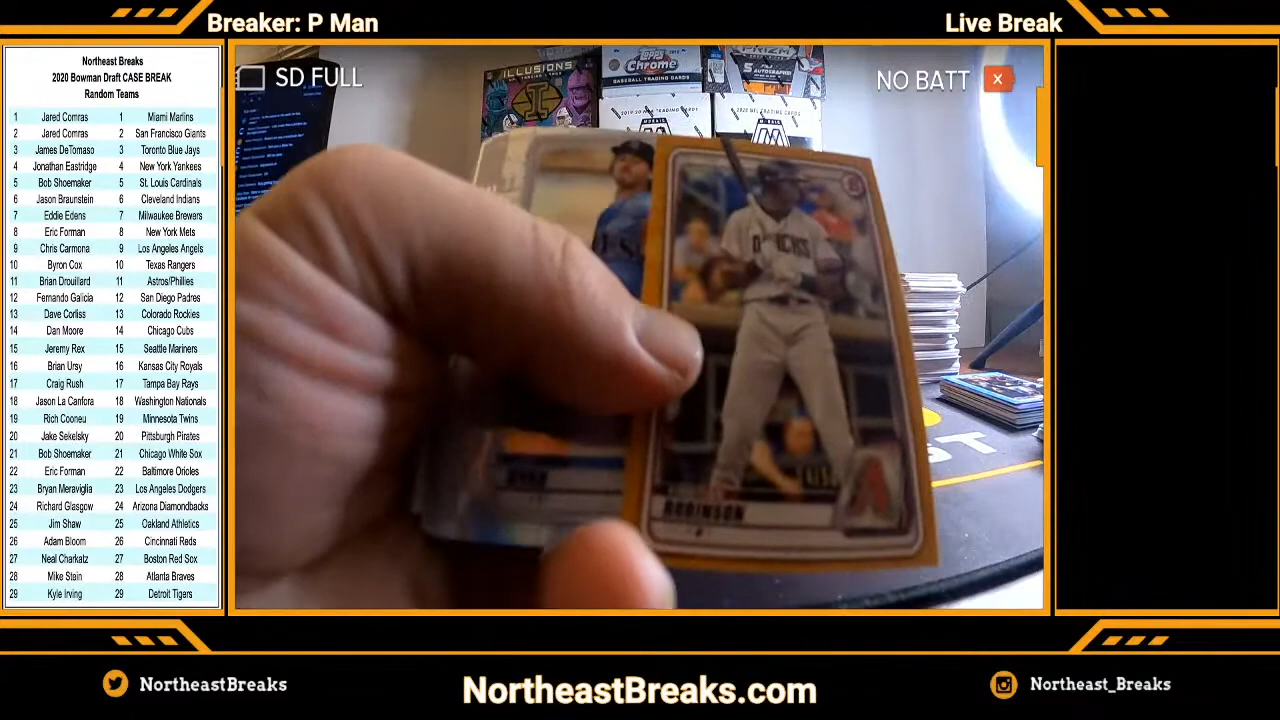 Breaker: P Man
Live Break
Northeast Breaks
2020 Bowman Draft CASE BREAK
Random Teams
1 Jared Comras 1 Miami Marlins
Jared Comras 2 San Francisco Giants
3 James DeTomaso 3 Toronto Blue Jays
4 Jonathan Eastridge 4 New York Yankees
5 Bob Shoemaker 5 St. Louis Cardinals
6 Jason Braunstein 6 Cleveland Indians
7 Eddie Edens 7 Milwaukee Brewers
8 Eric Forman 8 New York Mets
9 Chris Carmona 9 Los Angeles Angels
10 Byron Cox 10 Texas Rangers
11 Brian Drouillard 11 Astros/Phillies
12 Fernando Galicia 12 San Diego Padres
13 Dave Corliss 13 Colorado Rockies
14 Dan Moore 14 Chicago Cubs
15 Jeremy Rex 15 Seattle Mariners
16 Brian Ursy 16 Kansas City Royals
17 Craig Rush 17 Tampa Bay Rays
18 Jason La Canfora 18 Washington Nationals
19 Rich Cooneu 19 Minnesota Twins
20 Jake Sekelsky 20 Pittsburgh Pirates
21 Bob Shoemaker 21 Chicago White Sox
22 Eric Forman 22 Baltimore Orioles
23 Bryan Meraviglia 23 Los Angeles Dodgers
24 Richard Glasgow 24 Arizona Diamondbacks
25 Jim Shaw 25 Oakland Athletics
26 Adam Bloom 26 Cincinnati Reds
27 Neal Charkatz 27 Boston Red Sox
28 Mike Stein 28 Atlanta Braves
29 Kyle Irving 29 Detroit Tigers
SD FULL
NO BATT
ILLUSIONS
Topps
Chrome
BASEBALL TRADING CARDS
PRIZM
AUTOGRAPHS
MOSAIC
ROBINSON
A
ST
NortheastBreaks
NortheastBreaks.com
Northeast_Breaks